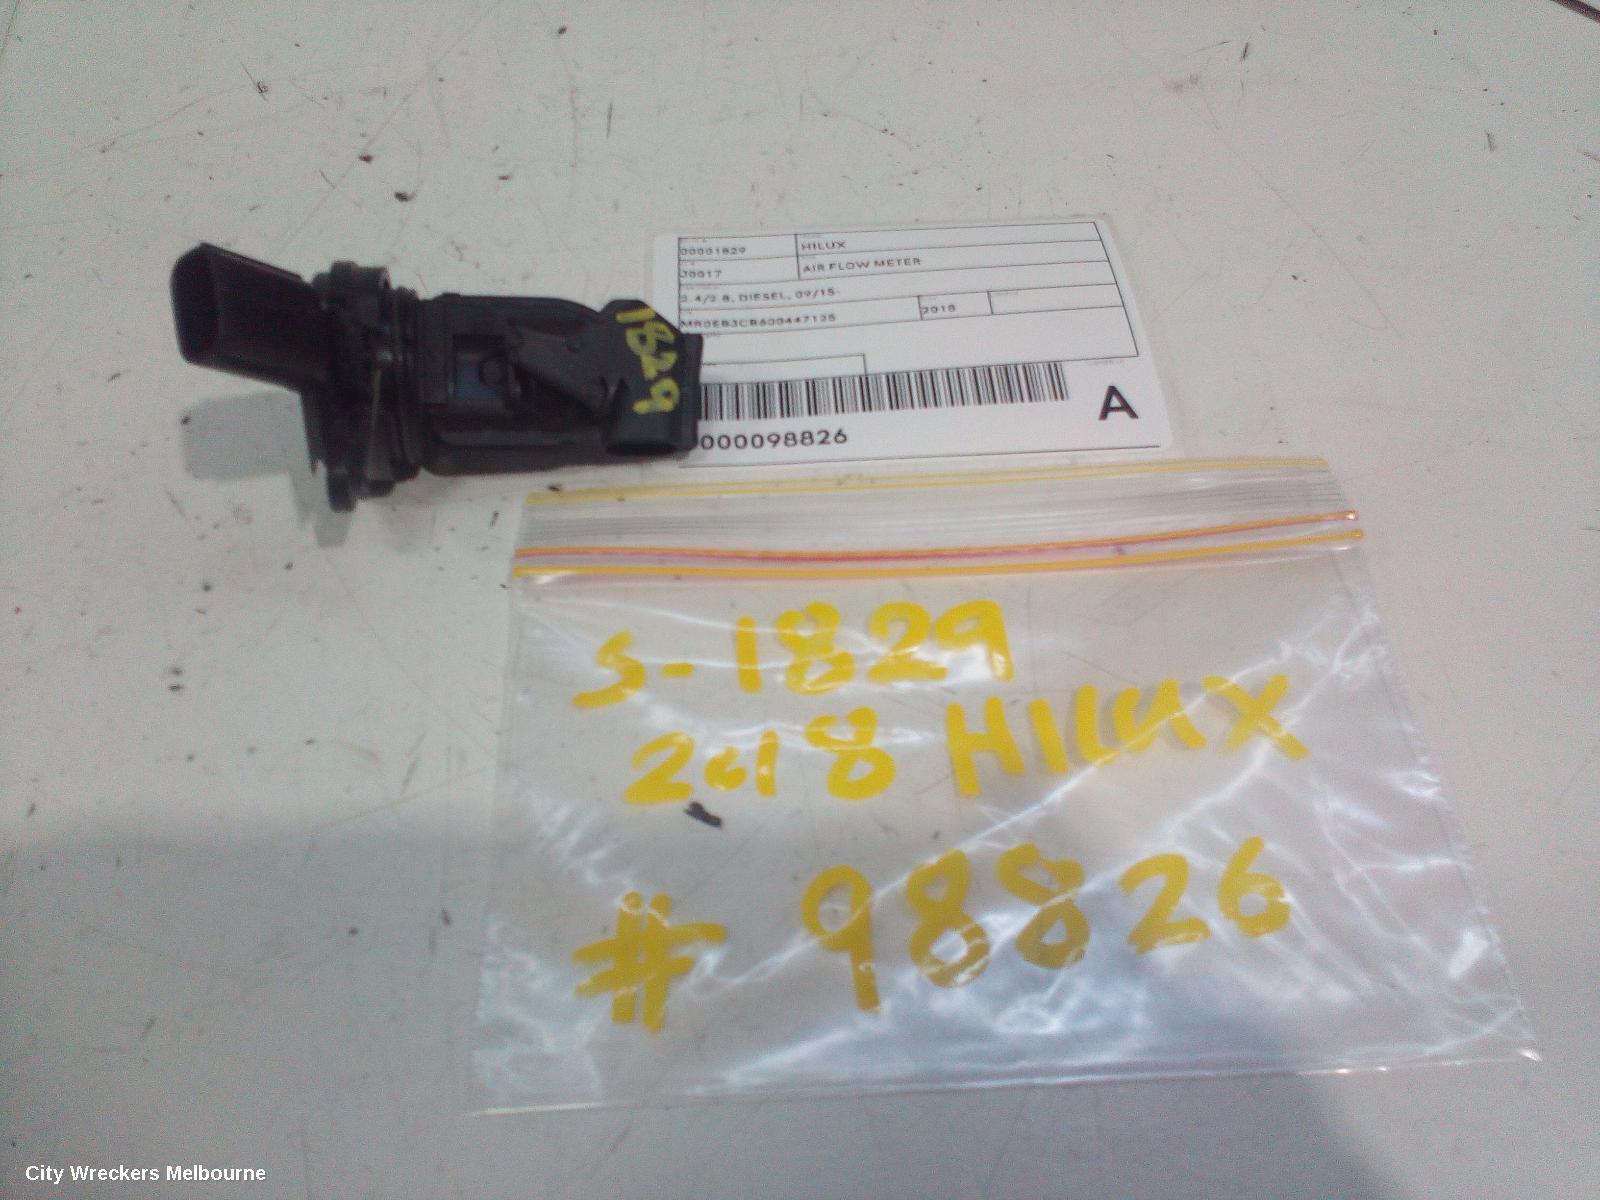 00001829
HILUX
J0017
AIR FLOW METER
2.4/2.8, DIESEL, 09/15-
MR0EB3CB600447125
2018
A
000098826
1829
S-1829
2018 HILUX
# 98826
City Wreckers Melbourne